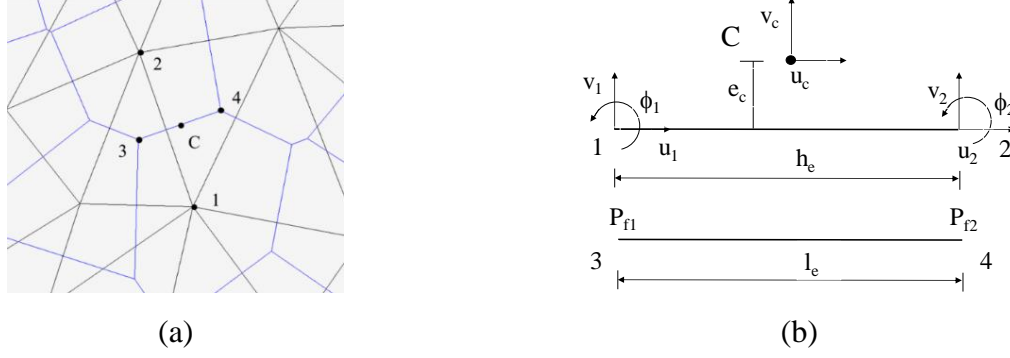 2
4
C
3
1
(a)
v_c
C
u_c
e_c
v_1
ϕ_1
v_2
ϕ_2
1
u_1
u_2
2
h_e
P_f1
P_f2
3
4
l_e
(b)